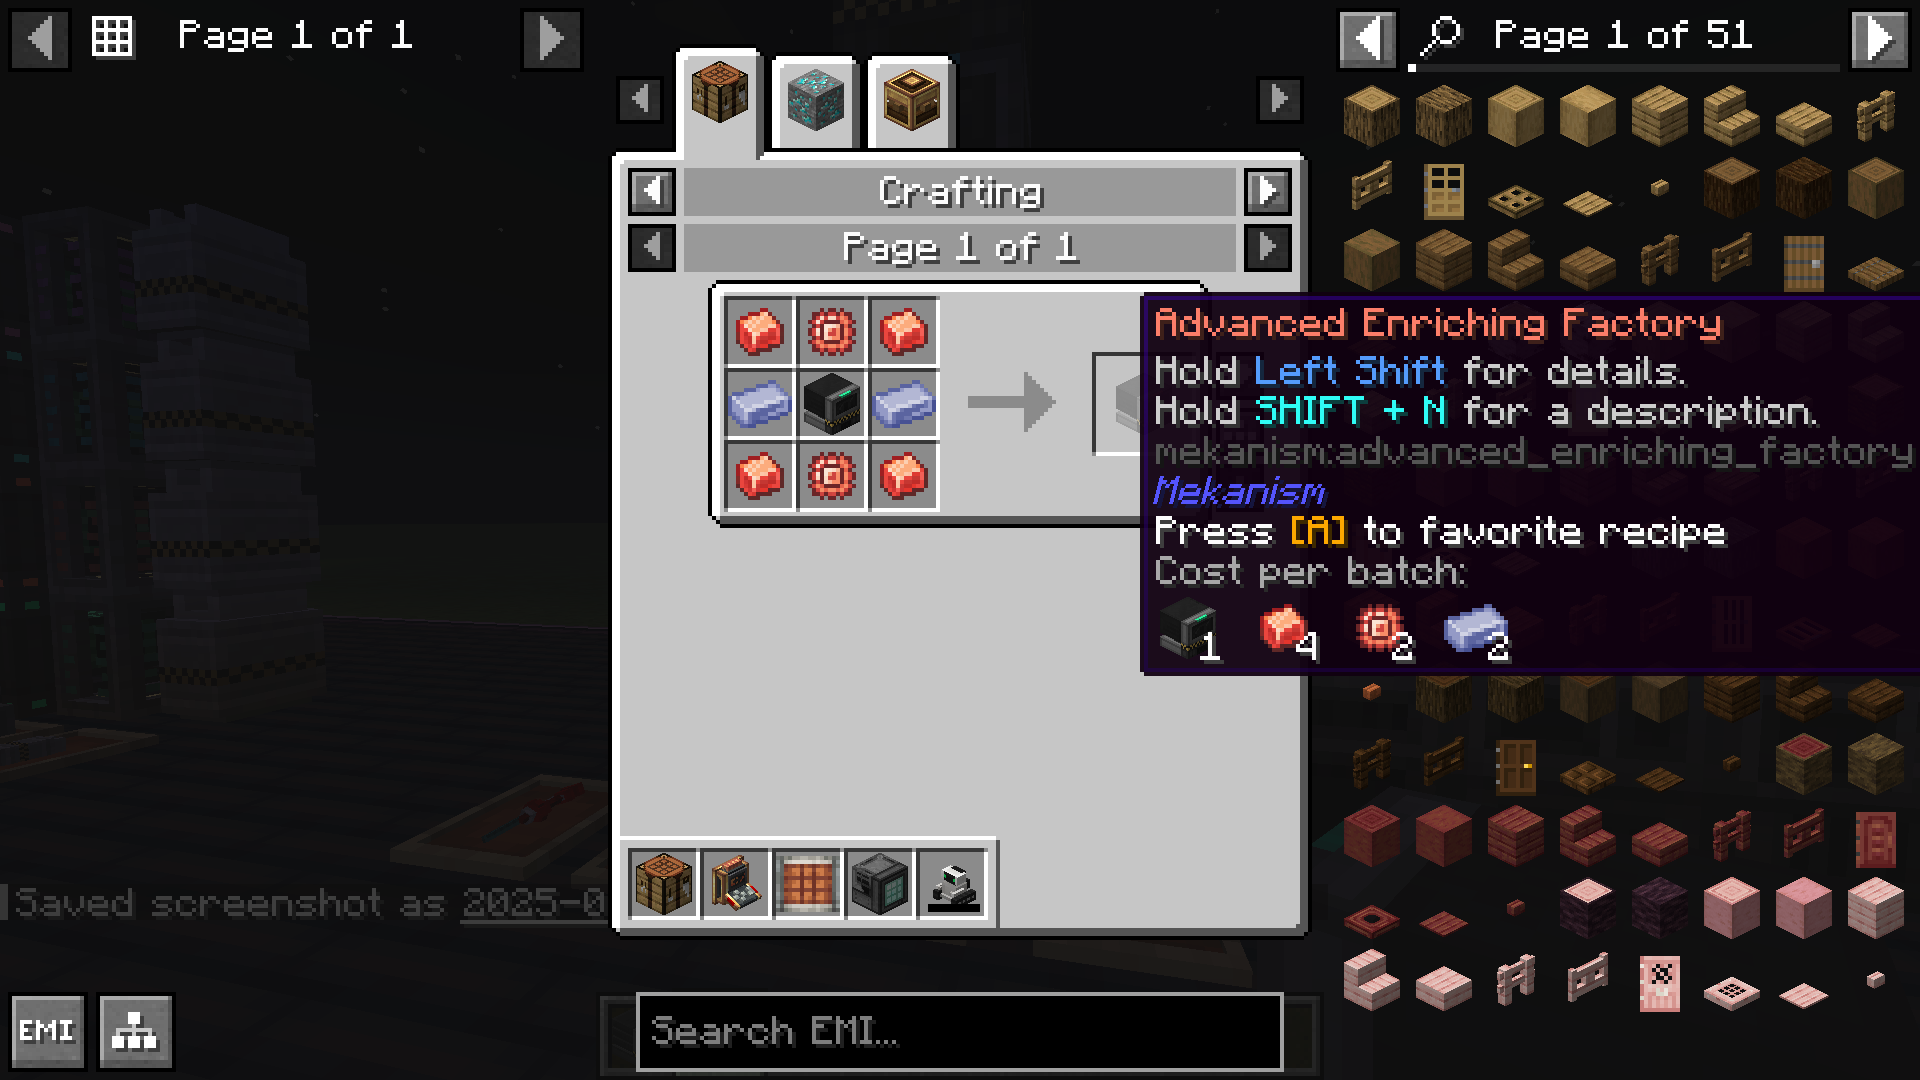 Page 1 of 1
Page 1 of 51
Crafting
Page 1 of 1
Advanced Enriching Factory
Hold Left Shift for details.
Hold SHIFT + N for a description.
mekanism:advanced_enriching_factory
Mekanism
Press [A] to favorite recipe
Cost per batch:
1 4 2 2
Saved screenshot as 2025-0
EMI
Search EMI...